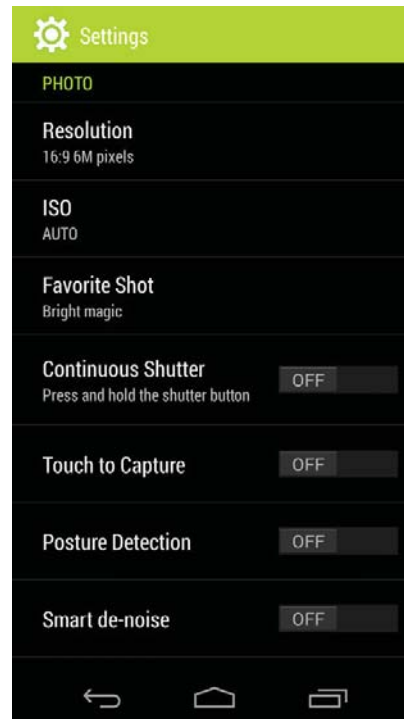 Settings
PHOTO
Resolution
16:9 6M pixels
ISO
AUTO
Favorite Shot
Bright magic
Continuous Shutter
Press and hold the shutter button
OFF
Touch to Capture
OFF
Posture Detection
OFF
Smart de-noise
OFF